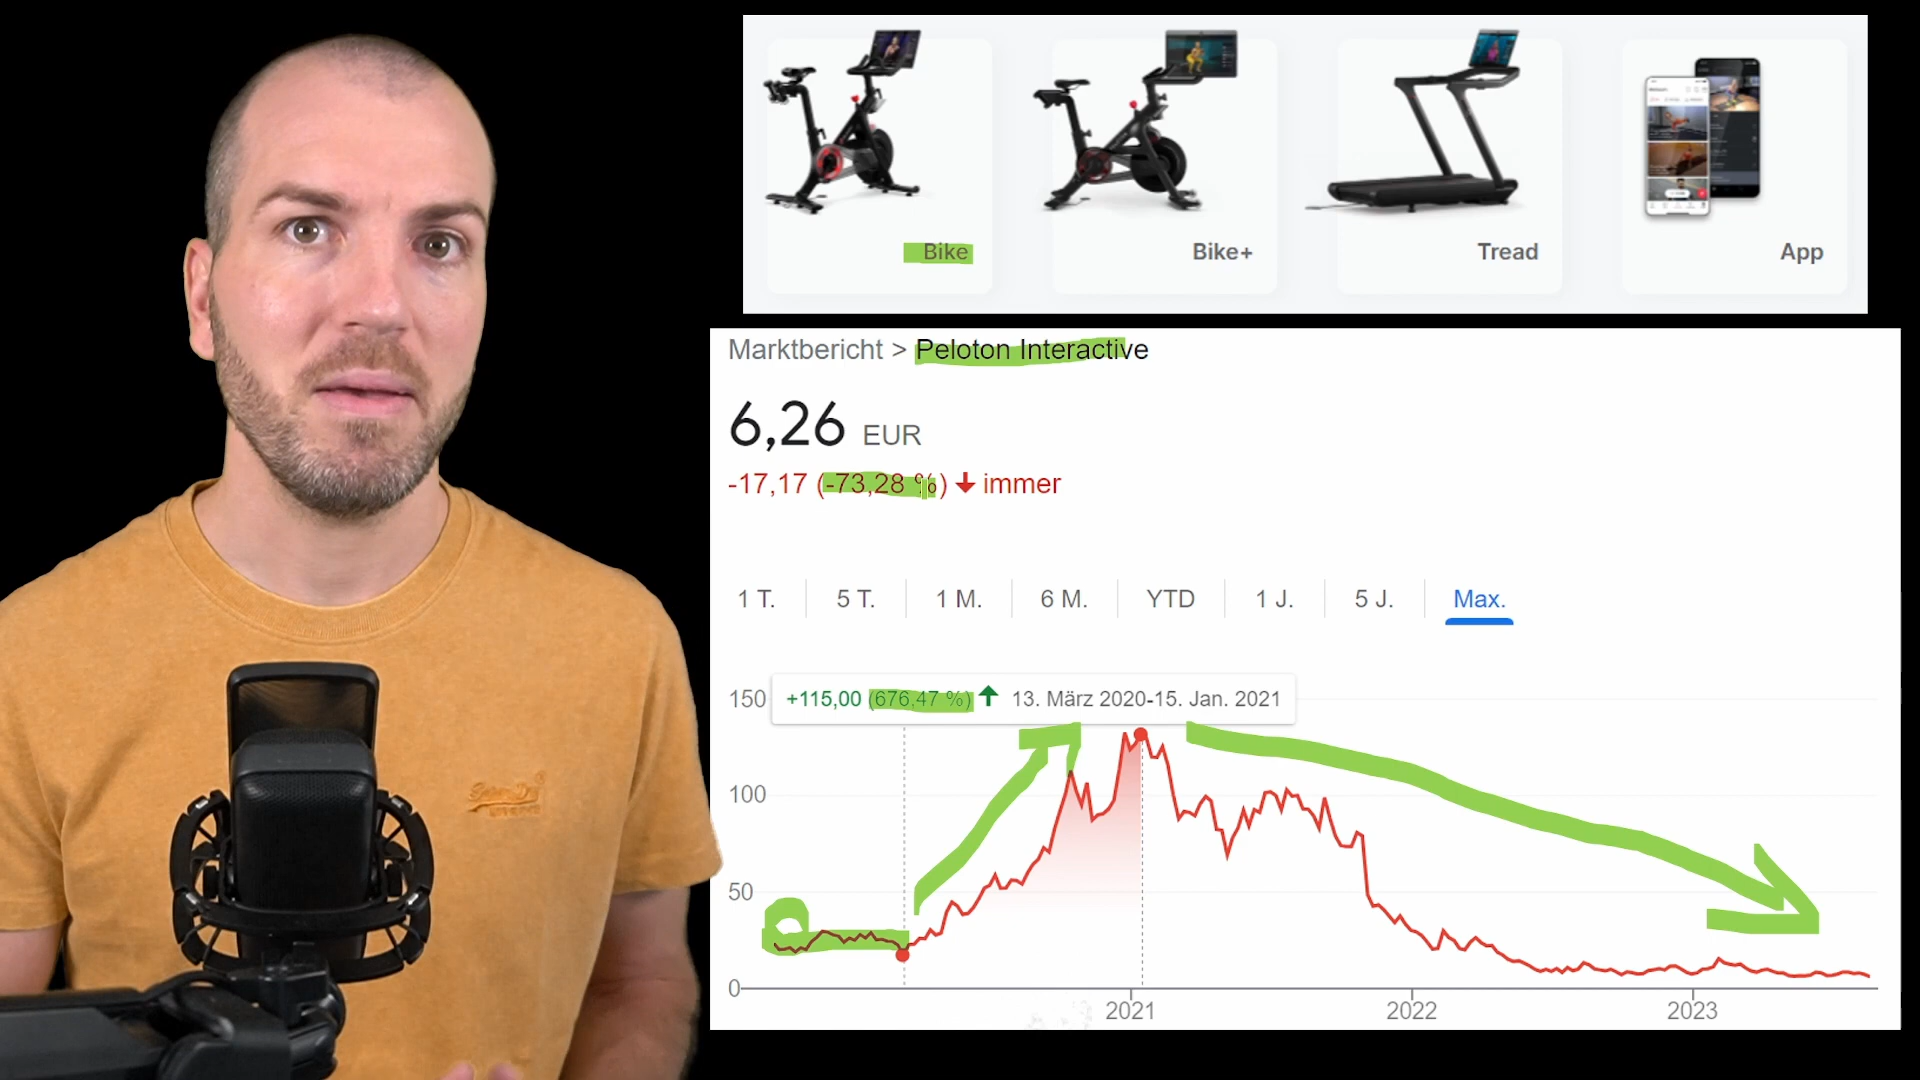 Bike
Bike+
Tread
App
Marktbericht > Peloton Interactive
6,26 EUR
-17,17 (-73,28 %) ↓ immer
1 T.
5 T.
1 M.
6 M.
YTD
1 J.
5 J.
Max.
150
+115,00 (676,47 %) ↑ 13. März 2020-15. Jan. 2021
100
50
0
2021
2022
2023